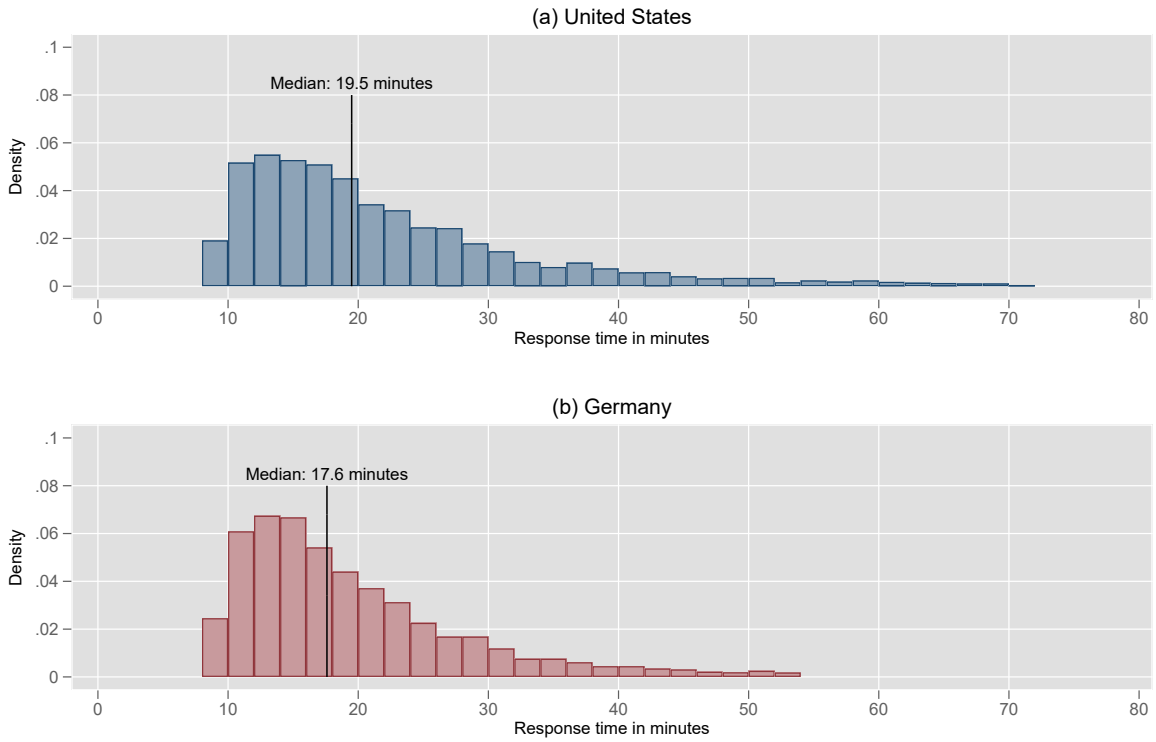 (a) United States
Median: 19.5 minutes
Density
.1
.08
.06
.04
.02
0
0 10 20 30 40 50 60 70 80
Response time in minutes
(b) Germany
Median: 17.6 minutes
Density
.1
.08
.06
.04
.02
0
0 10 20 30 40 50 60 70 80
Response time in minutes